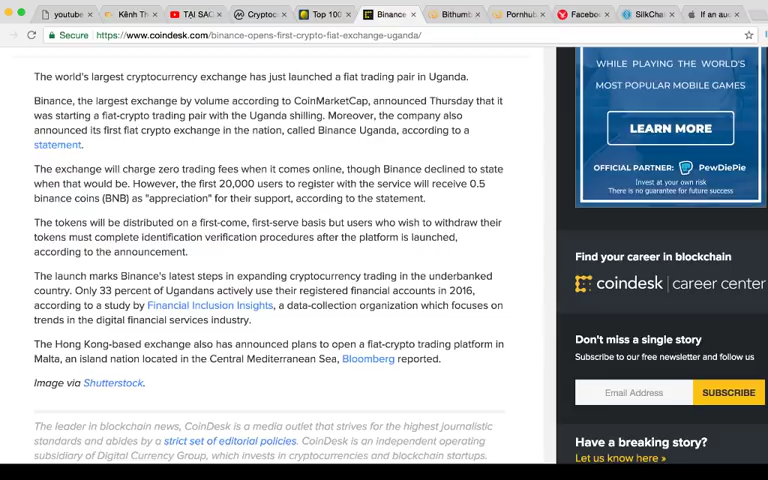 youtube
Kênh Th
TẠI SAO
Cryptoc
Top 100
Binance
Bithumb
Pornhub
Facebo
SilkCha
If an au
Secure https://www.coindesk.com/binance-opens-first-crypto-fiat-exchange-uganda/
The world's largest cryptocurrency exchange has just launched a fiat trading pair in Uganda.
Binance, the largest exchange by volume according to CoinMarketCap, announced Thursday that it
was starting a fiat-crypto trading pair with the Uganda shilling. Moreover, the company also
announced its first fiat crypto exchange in the nation, called Binance Uganda, according to a
statement.
The exchange will charge zero trading fees when it comes online, though Binance declined to state
when that would be. However, the first 20,000 users to register with the service will receive 0.5
binance coins (BNB) as "appreciation" for their support, according to the statement.
The tokens will be distributed on a first-come, first-serve basis but users who wish to withdraw their
tokens must complete identification verification procedures after the platform is launched,
according to the announcement.
The launch marks Binance's latest steps in expanding cryptocurrency trading in the underbanked
country. Only 33 percent of Ugandans actively use their registered financial accounts in 2016,
according to a study by Financial Inclusion Insights, a data-collection organization which focuses on
trends in the digital financial services industry.
The Hong Kong-based exchange also has announced plans to open a fiat-crypto trading platform in
Malta, an island nation located in the Central Mediterranean Sea, Bloomberg reported.
Image via Shutterstock.
The leader in blockchain news, CoinDesk is a media outlet that strives for the highest journalistic
standards and abides by a strict set of editorial policies. CoinDesk is an independent operating
subsidiary of Digital Currency Group, which invests in cryptocurrencies and blockchain startups.
WHILE PLAYING THE WORLD'S
MOST POPULAR MOBILE GAMES
LEARN MORE
OFFICIAL PARTNER: PewDiePie
Invest at your own risk
There is no guarantee for future success
Find your career in blockchain
coindesk | career center
Don't miss a single story
Subscribe to our free newsletter and follow us
Email Address SUBSCRIBE
Have a breaking story?
Let us know here »